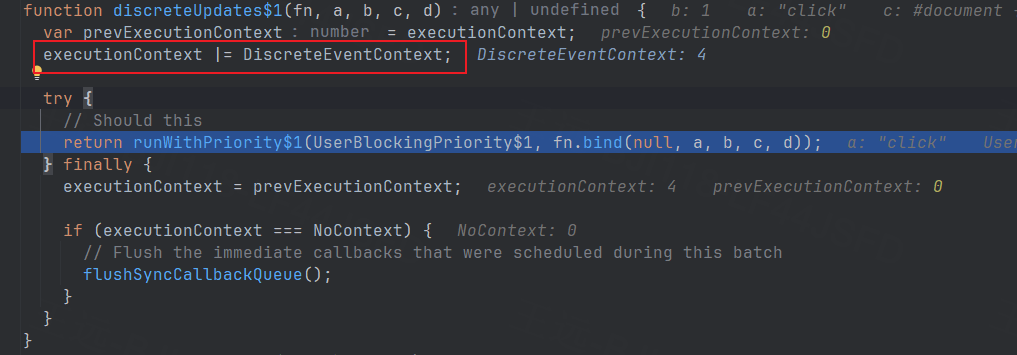 function discreteUpdates$1(fn, a, b, c, d) : any | undefined { b: 1 a: "click" c: #document
var prevExecutionContext : number = executionContext; prevExecutionContext: 0
executionContext |= DiscreteEventContext; DiscreteEventContext: 4
try {
// Should this
return runWithPriority$1(UserBlockingPriority$1, fn.bind(null, a, b, c, d)); a: "click"
} finally {
executionContext = prevExecutionContext; executionContext: 4 prevExecutionContext: 0
if (executionContext === NoContext) { NoContext: 0
// Flush the immediate callbacks that were scheduled during this batch
flushSyncCallbackQueue();
}
}
}